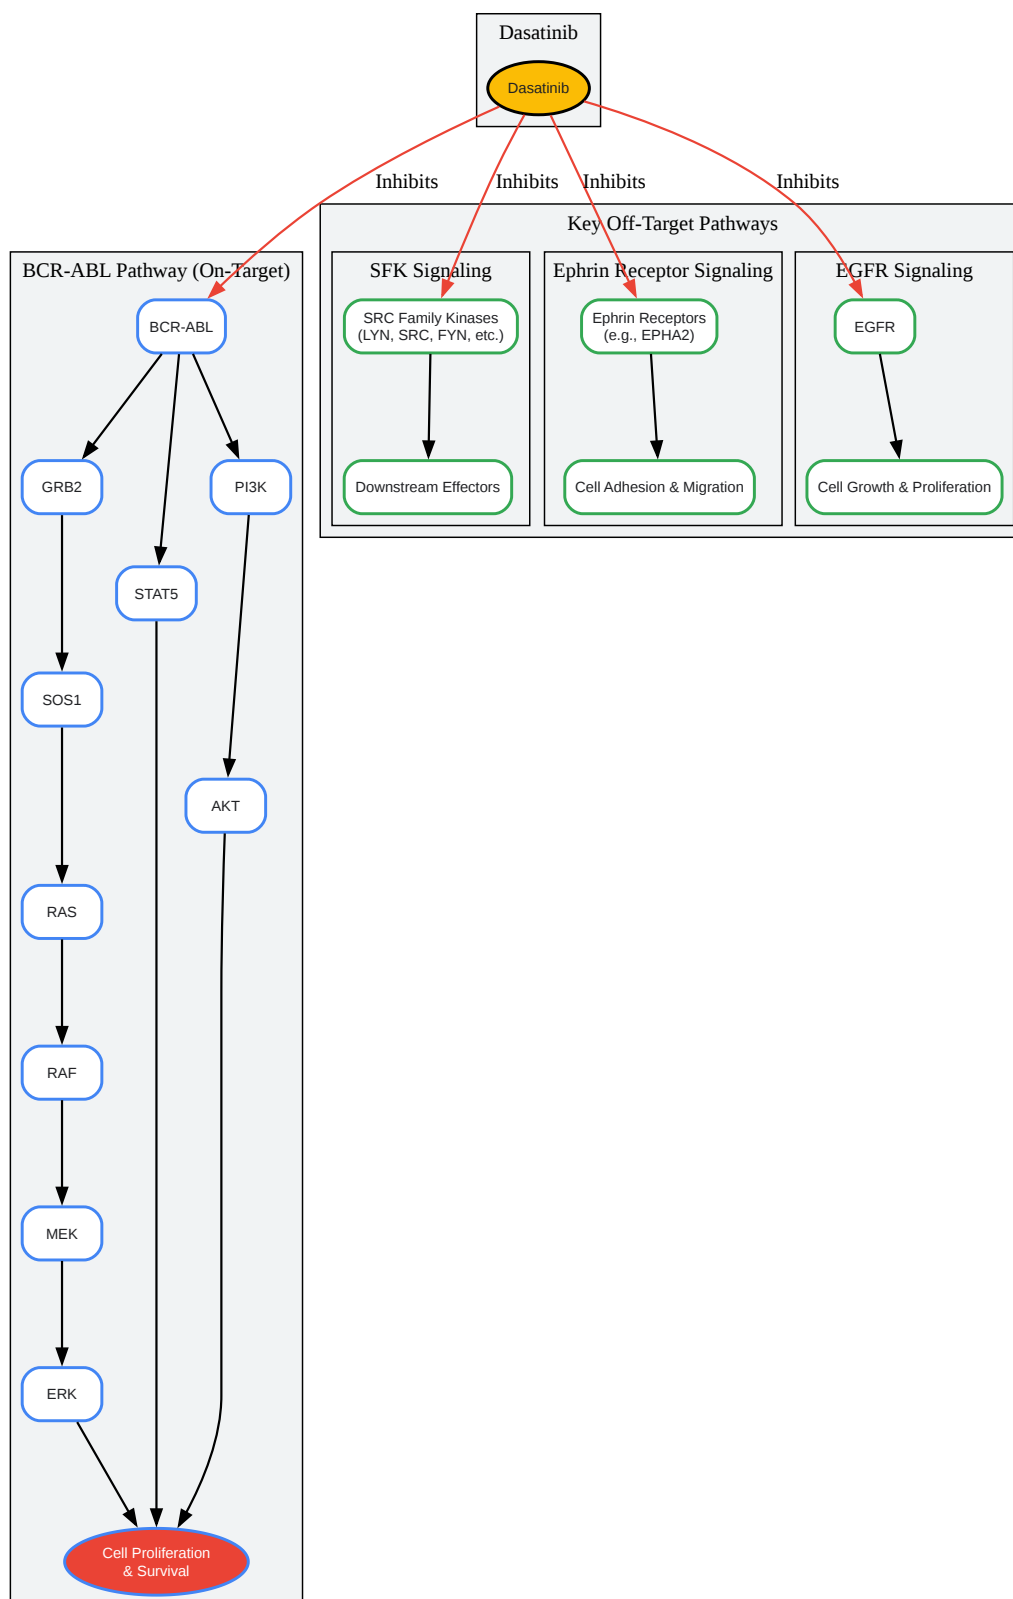 Dasatinib
Dasatinib
Inhibits
Inhibits
Inhibits
Inhibits
Key Off-Target Pathways
BCR-ABL Pathway (On-Target)
SFK Signaling
Ephrin Receptor Signaling
EGFR Signaling
BCR-ABL
SRC Family Kinases
(LYN, SRC, FYN, etc.)
Ephrin Receptors
(e.g., EPHA2)
EGFR
GRB2
PI3K
Downstream Effectors
Cell Adhesion & Migration
Cell Growth & Proliferation
STAT5
SOS1
AKT
RAS
RAF
MEK
ERK
Cell Proliferation
& Survival